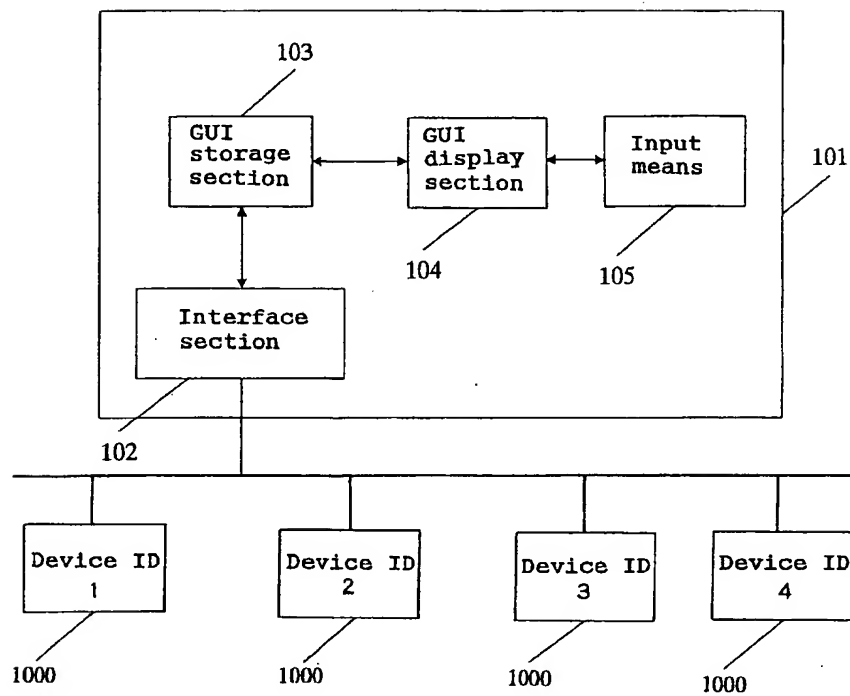 103
GUI
storage
section
GUI
display
section
Input
means
101
104
105
Interface
section
102
Device ID
1
Device ID
2
Device ID
3
Device ID
4
1000
1000
1000
1000